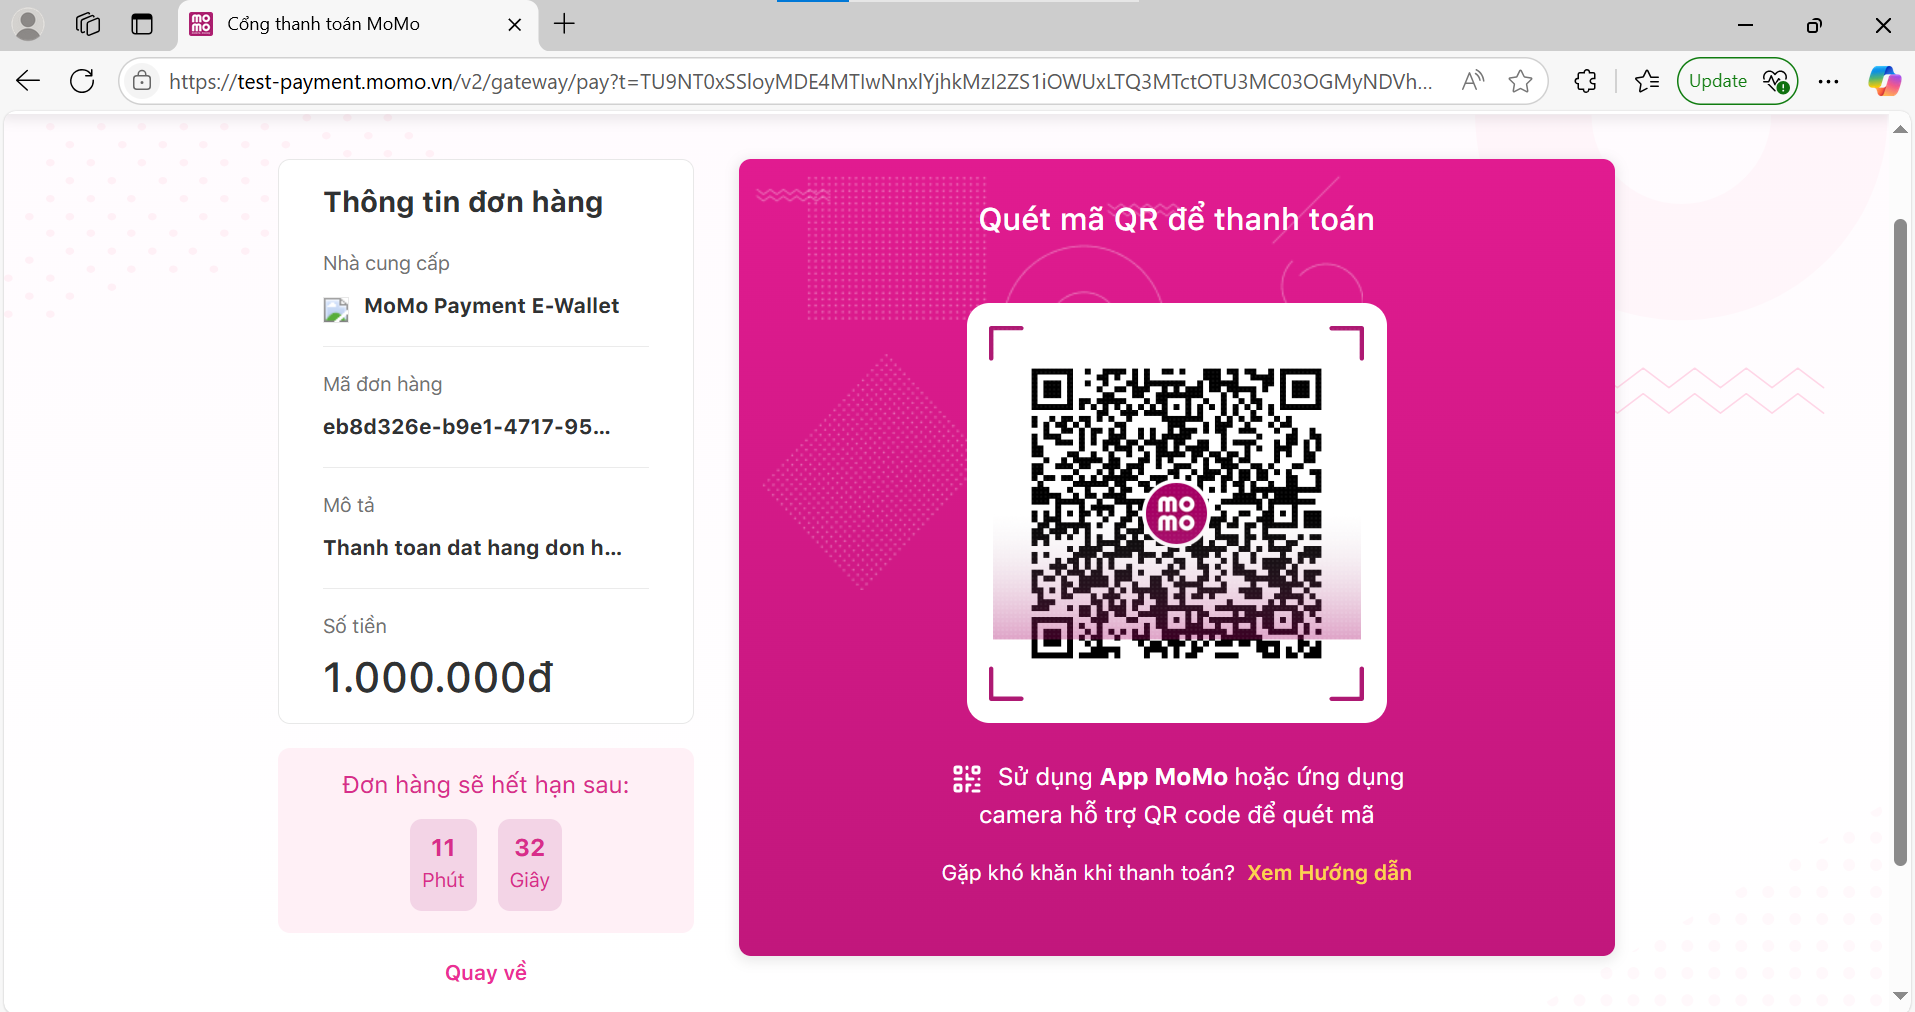 Cổng thanh toán MoMo
https://test-payment.momo.vn/v2/gateway/pay?t=TU9NT0xSSloyMDE4MTIwNnxlYjhkMzI2ZS1iOWUxLTQ3MTctOTU3MC03OGMyNDVh...
Update
Thông tin đơn hàng
Nhà cung cấp
MoMo Payment E-Wallet
Mã đơn hàng
eb8d326e-b9e1-4717-95...
Mô tả
Thanh toan dat hang don h...
Số tiền
1.000.000đ
Đơn hàng sẽ hết hạn sau:
11 32
Phút Giây
Quay về
Quét mã QR để thanh toán
mo
mo
Sử dụng App MoMo hoặc ứng dụng
camera hỗ trợ QR code để quét mã
Gặp khó khăn khi thanh toán? Xem Hướng dẫn